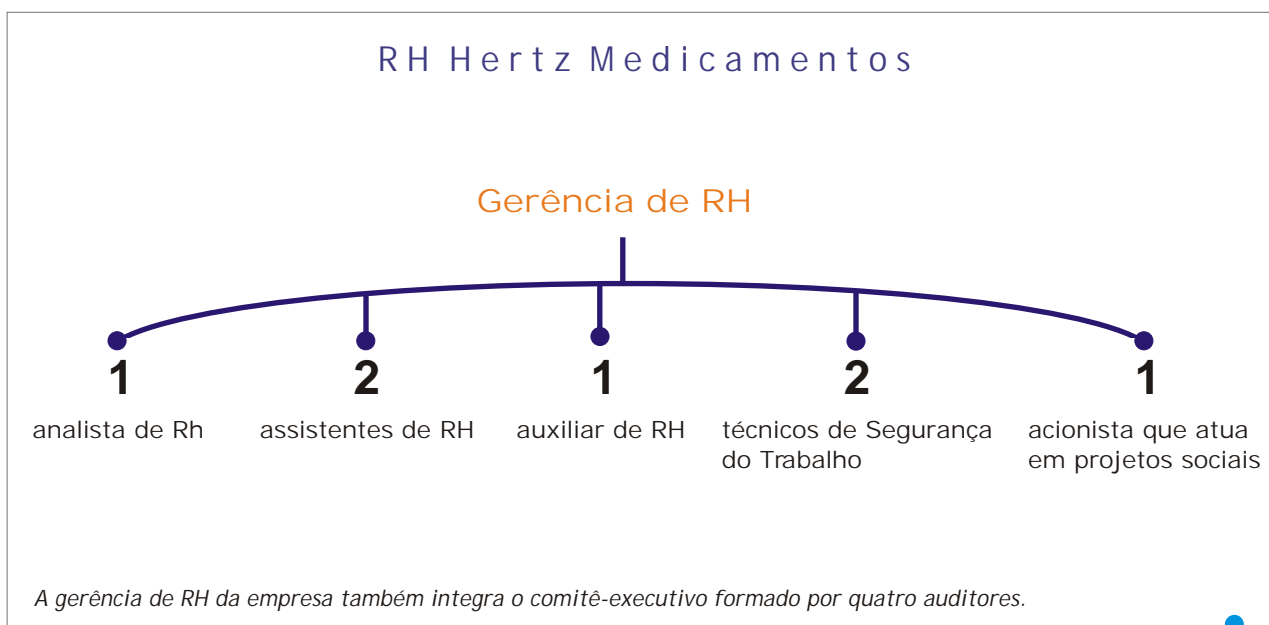 RH Hertz Medicamentos
Gerência de RH
1
2
1
2
1
analista de Rh
assistentes de RH
auxiliar de RH
técnicos de Segurança
do Trabalho
acionista que atua
em projetos sociais
A gerência de RH da empresa também integra o comitê-executivo formado por quatro auditores.